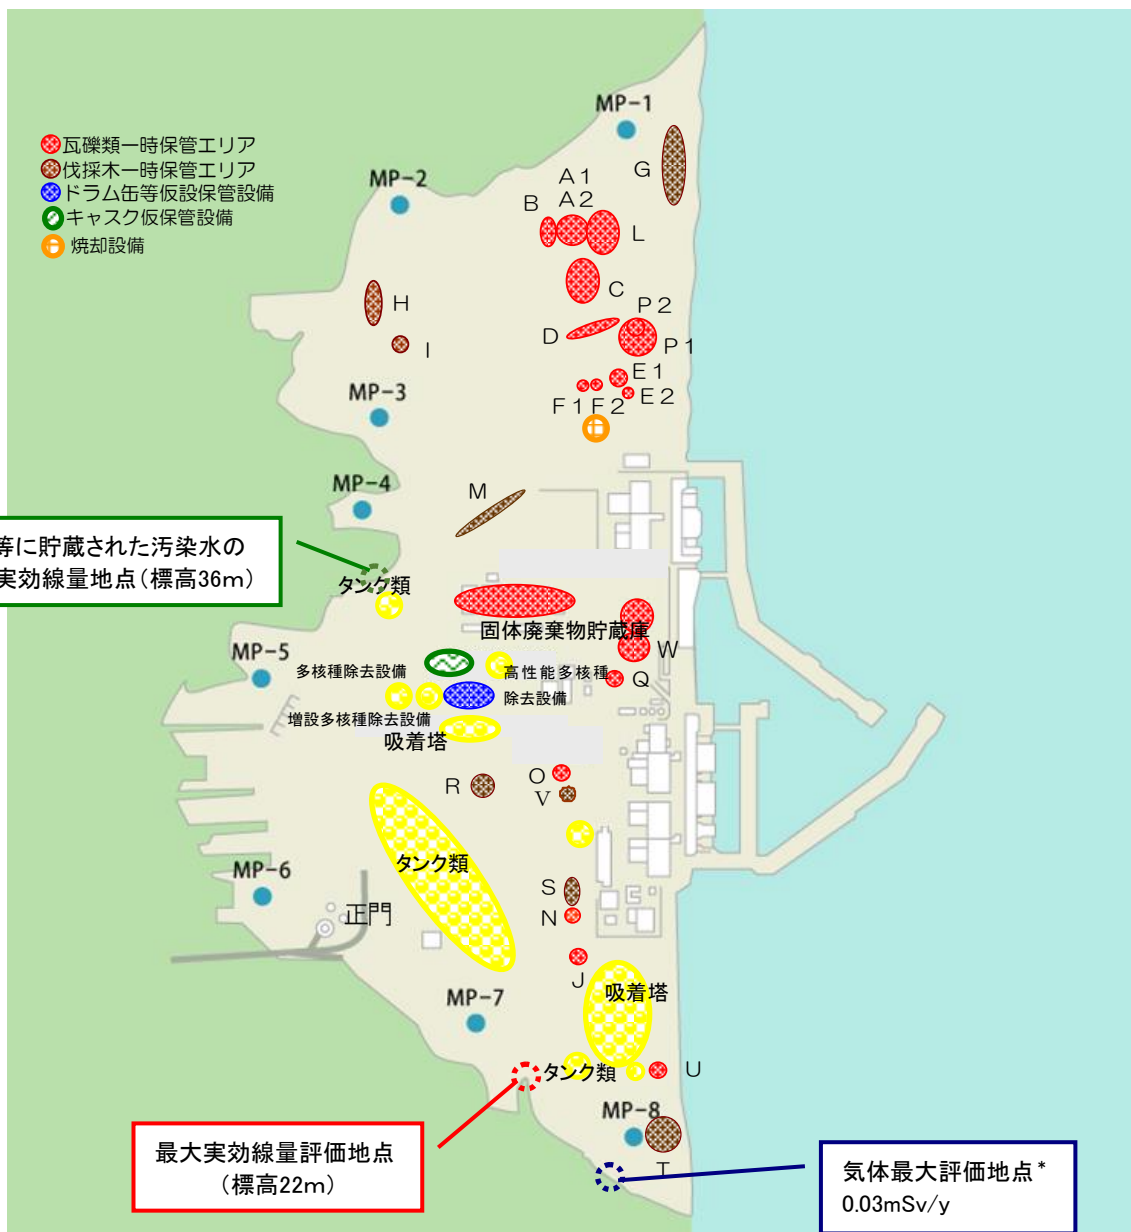 MP-1
瓦礫類一時保管エリア
伐採木一時保管エリア
ドラム缶等仮設保管設備
キャスク仮保管設備
焼却設備
MP-2
G
A1
A2
B
L
C
H
P2
D
I
P1
E1
E2
MP-3
F1
F2
MP-4
M
等に貯蔵された汚染水の
実効線量地点(標高36m)
タンク類
固体廃棄物貯蔵庫
W
MP-5
多核種除去設備
高性能多核種
除去設備
Q
増設多核種除去設備
吸着塔
O
R
V
タンク類
MP-6
S
正門
N
J
吸着塔
MP-7
タンク類
U
MP-8
最大実効線量評価地点
(標高22m)
T
気体最大評価地点*
0.03mSv/y